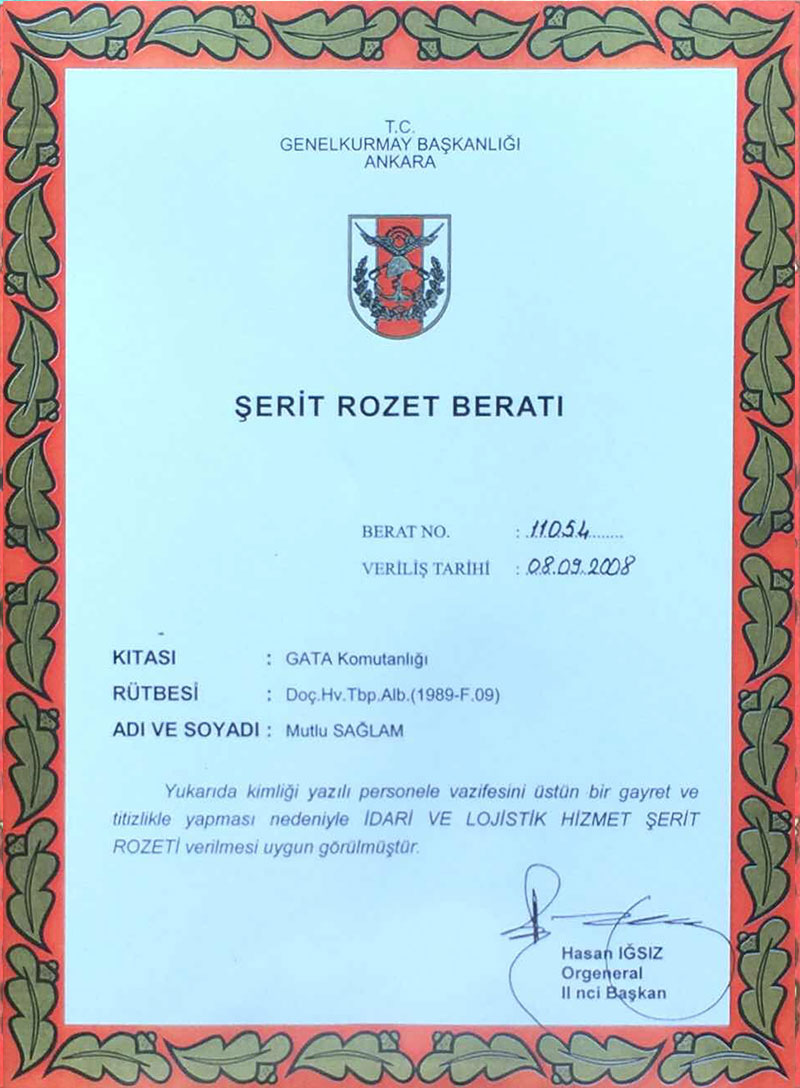 T.C.
GENELKURMAY BAŞKANLIĞI
ANKARA
ŞERİT ROZET BERATI
BERAT NO. : 11054
VERİLİŞ TARİHİ : 08.09.2008
KITASI : GATA Komutanlığı
RÜTBESİ : Doç.Hv.Tbp.Alb.(1989-F.09)
ADI VE SOYADI : Mutlu SAĞLAM
Yukarıda kimliği yazılı personele vazifesini üstün bir gayret ve
titizlikle yapması nedeniyle İDARİ VE LOJİSTİK HİZMET ŞERİT
ROZETİ verilmesi uygun görülmüştür.
Hasan IĞSIZ
Orgeneral
II nci Başkan